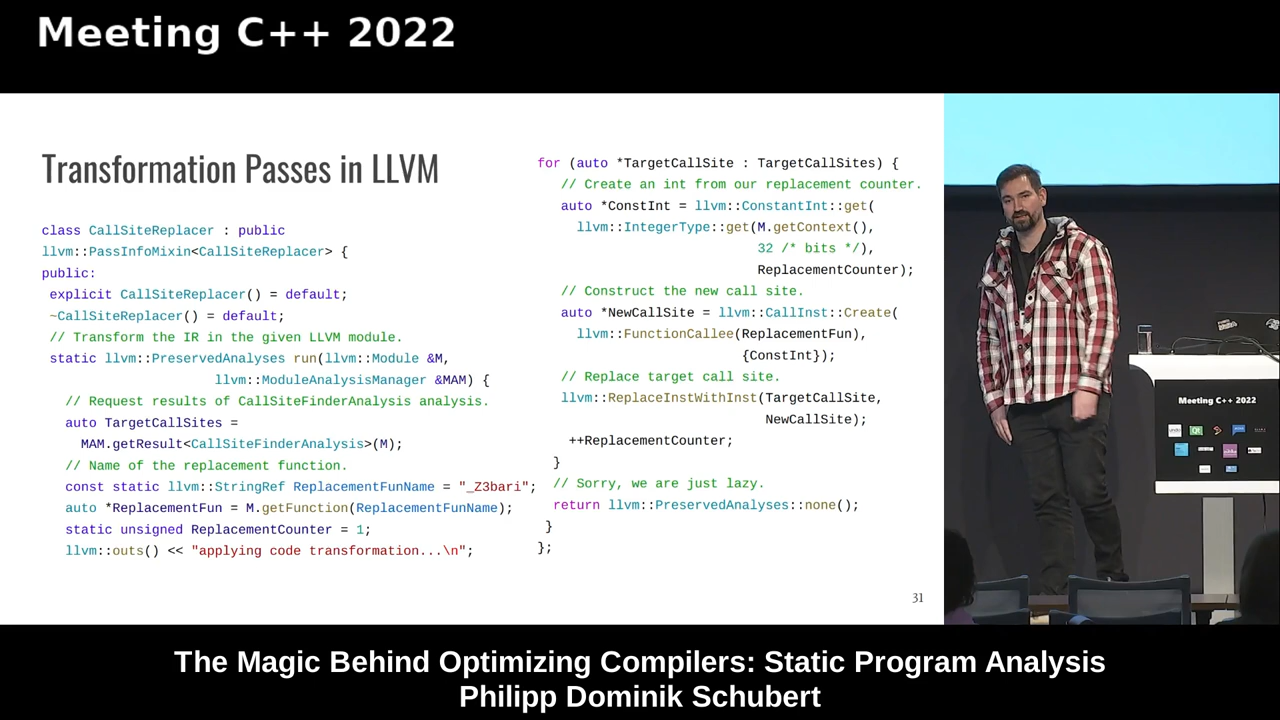 Meeting C++ 2022
Transformation Passes in LLVM
class CallSiteReplacer : public
llvm::PassInfoMixin<CallSiteReplacer> {
public:
explicit CallSiteReplacer() = default;
~CallSiteReplacer() = default;
// Transform the IR in the given LLVM module.
static llvm::PreservedAnalyses run(llvm::Module &M,
llvm::ModuleAnalysisManager &MAM) {
// Request results of CallSiteFinderAnalysis analysis.
auto TargetCallSites =
MAM.getResult<CallSiteFinderAnalysis>(M);
// Name of the replacement function.
const static llvm::StringRef ReplacementFunName = "_Z3bari";
auto *ReplacementFun = M.getFunction(ReplacementFunName);
static unsigned ReplacementCounter = 1;
llvm::outs() << "applying code transformation...\n";
for (auto *TargetCallSite : TargetCallSites) {
// Create an int from our replacement counter.
auto *ConstInt = llvm::ConstantInt::get(
llvm::IntegerType::get(M.getContext(),
32 /* bits */),
ReplacementCounter);
// Construct the new call site.
auto *NewCallSite = llvm::CallInst::Create(
llvm::FunctionCallee(ReplacementFun),
{ConstInt});
// Replace target call site.
llvm::ReplaceInstWithInst(TargetCallSite,
NewCallSite);
++ReplacementCounter;
}
// Sorry, we are just lazy.
return llvm::PreservedAnalyses::none();
}
};
31
Meeting C++ 2022
Qt
The Magic Behind Optimizing Compilers: Static Program Analysis
Philipp Dominik Schubert